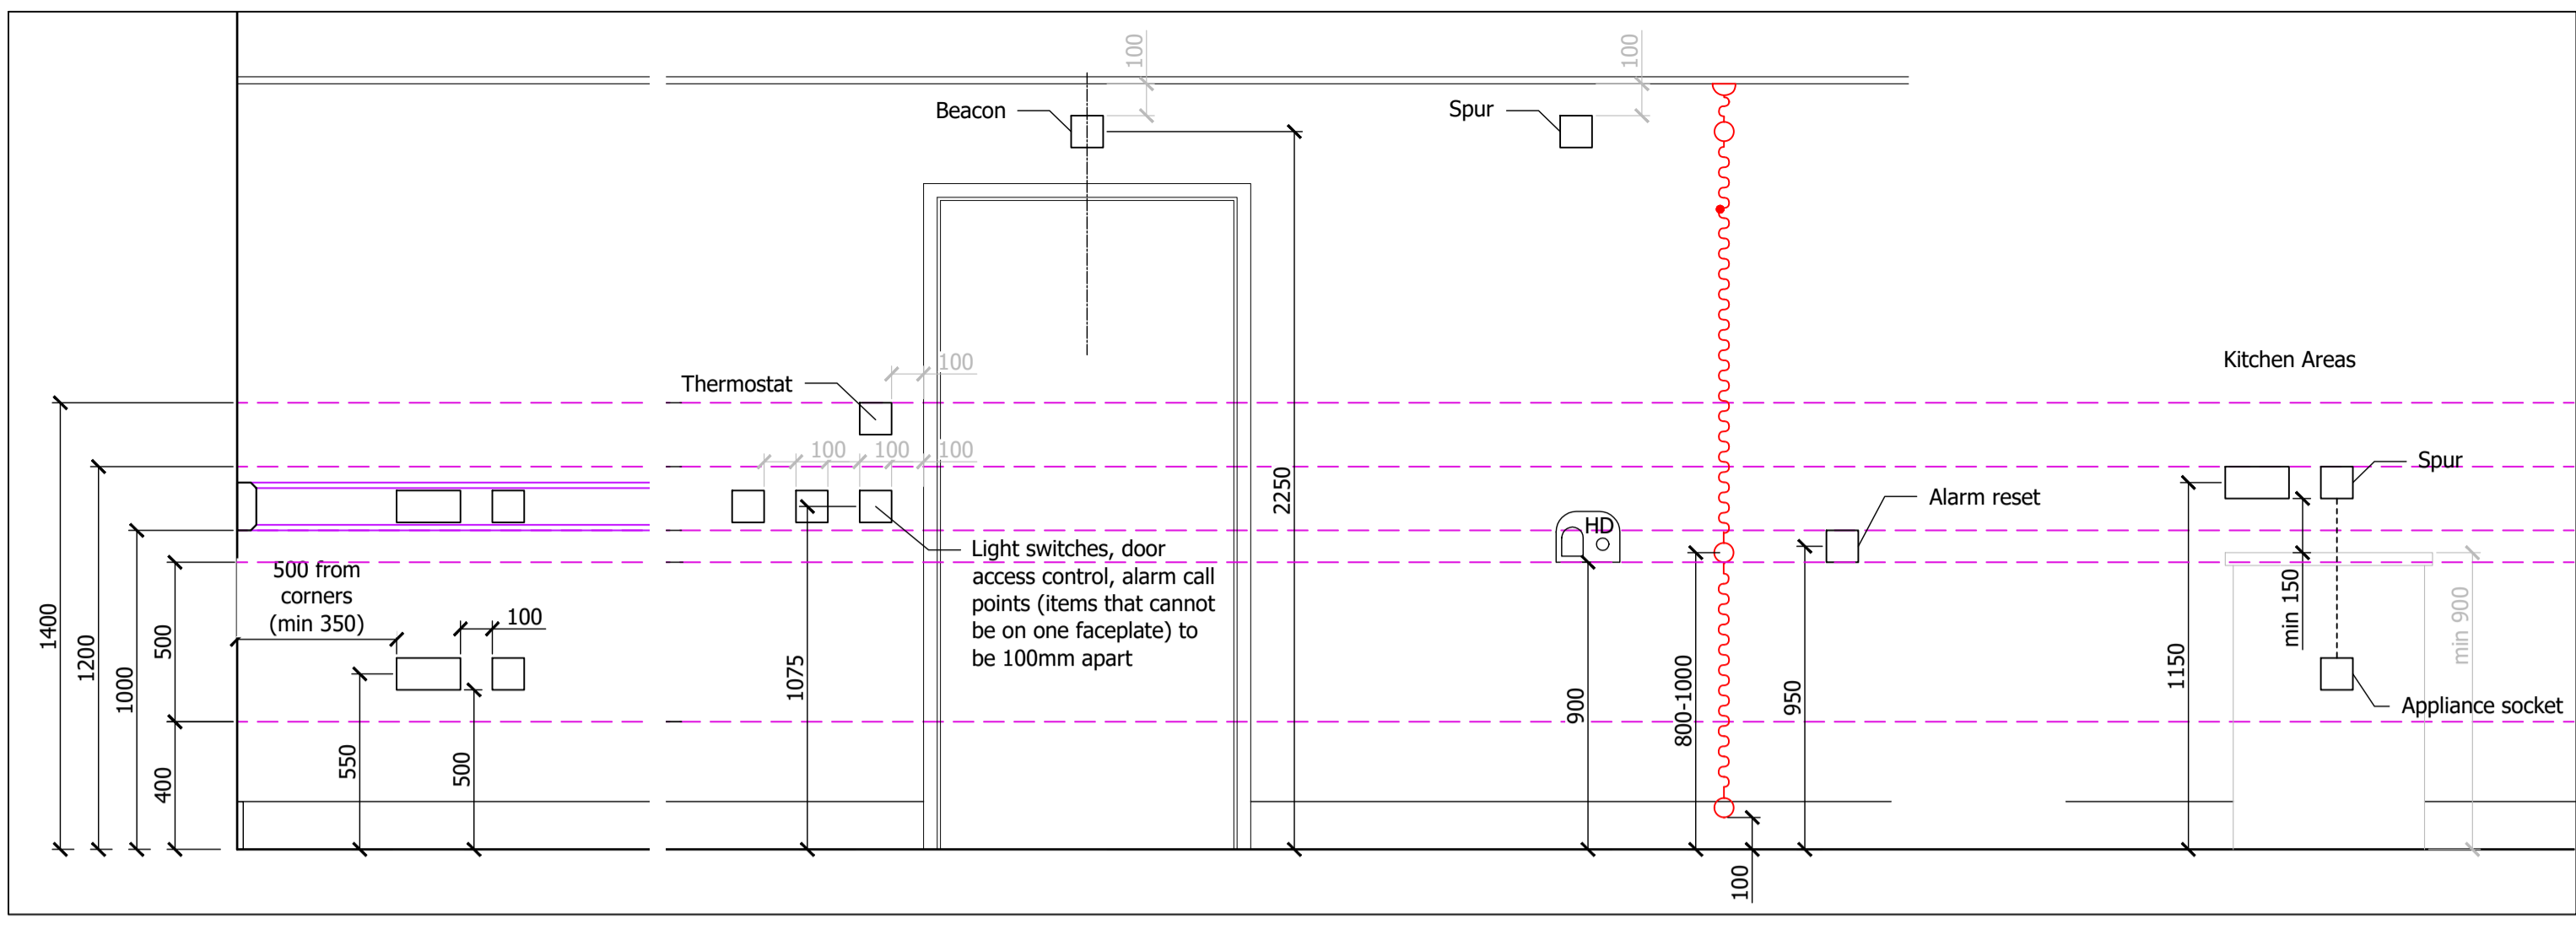 100
100
Beacon
Spur
Kitchen Areas
100
Thermostat
100
100
100
Spur
2250
Alarm reset
HD
Light switches, door
access control, alarm call
points (items that cannot
be on one faceplate) to
be 100mm apart
500 from
corners
(min 350)
100
1400
1200
1000
500
400
550
500
1075
900
800-1000
950
100
1150
min 150
min 900
Appliance socket